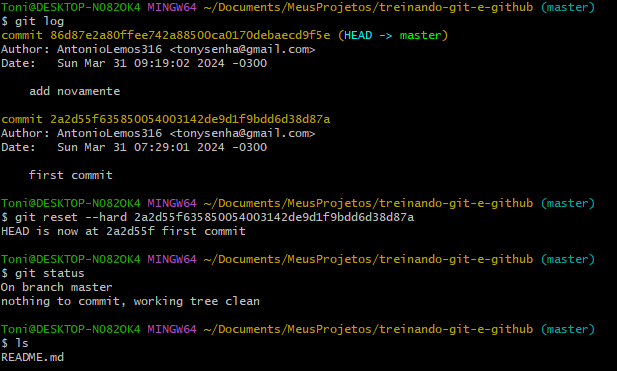 Toni@DESKTOP-NO82OK4 MINGW64 ~/Documents/MeusProjetos/treinando-git-e-github (master)
$ git log
commit 86d87e2a80ffee742a88500ca0170debaecd9f5e (HEAD -> master)
Author: AntonioLemos316 <tonysenha@gmail.com>
Date:   Sun Mar 31 09:19:02 2024 -0300

    add novamente

commit 2a2d55f635850054003142de9d1f9bdd6d38d87a
Author: AntonioLemos316 <tonysenha@gmail.com>
Date:   Sun Mar 31 07:29:01 2024 -0300

    first commit

Toni@DESKTOP-NO82OK4 MINGW64 ~/Documents/MeusProjetos/treinando-git-e-github (master)
$ git reset --hard 2a2d55f635850054003142de9d1f9bdd6d38d87a
HEAD is now at 2a2d55f first commit

Toni@DESKTOP-NO82OK4 MINGW64 ~/Documents/MeusProjetos/treinando-git-e-github (master)
$ git status
On branch master
nothing to commit, working tree clean

Toni@DESKTOP-NO82OK4 MINGW64 ~/Documents/MeusProjetos/treinando-git-e-github (master)
$ ls
README.md